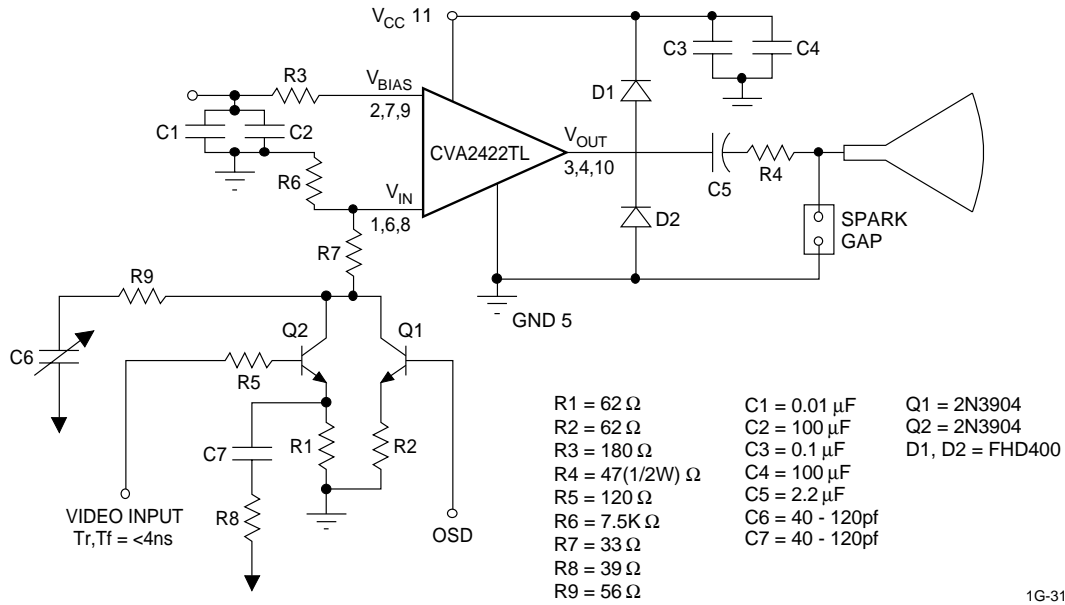 V_CC 11
C3
C4
R3
V_BIAS
2,7,9
D1
C1
C2
CVA2422TL
V_OUT
3,4,10
R6
V_IN
1,6,8
C5
R4
D2
SPARK
GAP
R7
R9
GND 5
Q2
Q1
C6
R5
C7
R1
R2
VIDEO INPUT
Tr,Tf = <4ns
R8
OSD
R1 = 62 Ω
R2 = 62 Ω
R3 = 180 Ω
R4 = 47(1/2W) Ω
R5 = 120 Ω
R6 = 7.5K Ω
R7 = 33 Ω
R8 = 39 Ω
R9 = 56 Ω
C1 = 0.01 µF
C2 = 100 µF
C3 = 0.1 µF
C4 = 100 µF
C5 = 2.2 µF
C6 = 40 - 120pf
C7 = 40 - 120pf
Q1 = 2N3904
Q2 = 2N3904
D1, D2 = FHD400
1G-31